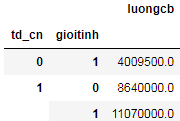 luongcb
td_cn gioitinh
0 1 4009500.0
1 0 8640000.0
1 11070000.0